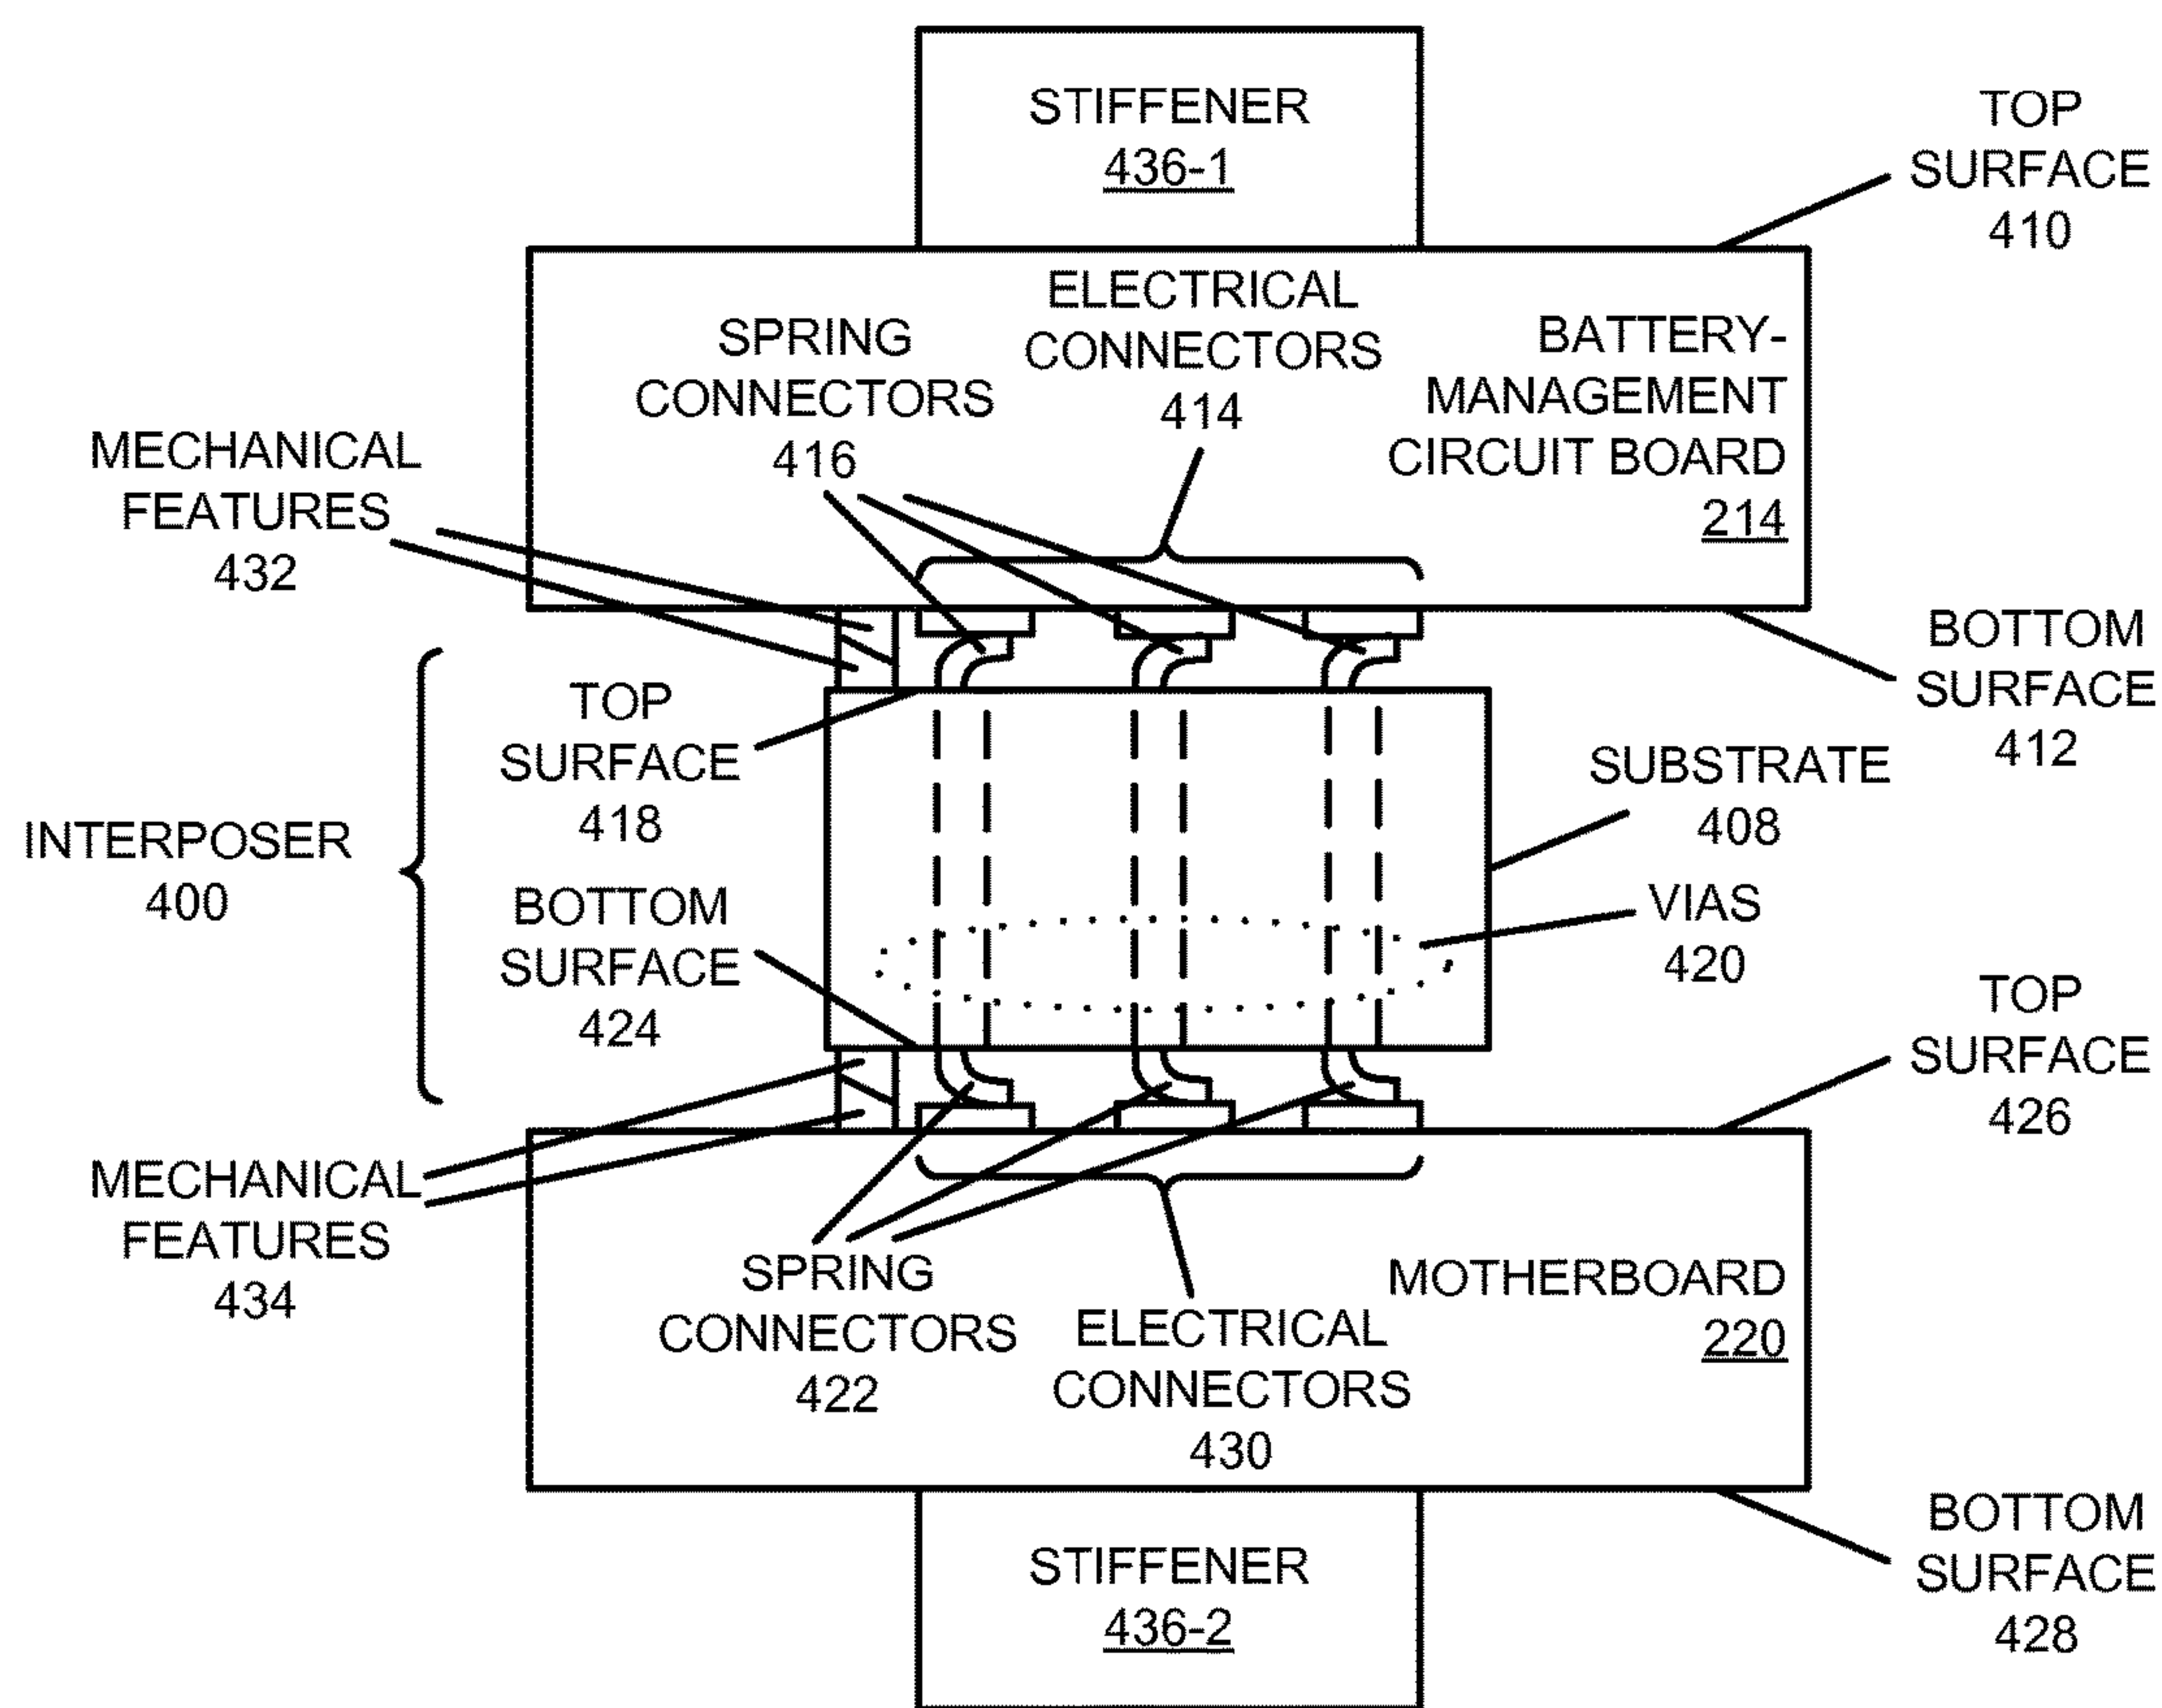 STIFFENER
436-1
TOP
SURFACE
410
ELECTRICAL
CONNECTORS
414
SPRING
CONNECTORS
416
BATTERY-
MANAGEMENT
CIRCUIT BOARD
214
MECHANICAL
FEATURES
432
BOTTOM
SURFACE
412
TOP
SURFACE
418
SUBSTRATE
408
INTERPOSER
400
BOTTOM
SURFACE
424
VIAS
420
TOP
SURFACE
426
MECHANICAL
FEATURES
434
SPRING
CONNECTORS
422
ELECTRICAL
CONNECTORS
430
MOTHERBOARD
220
STIFFENER
436-2
BOTTOM
SURFACE
428